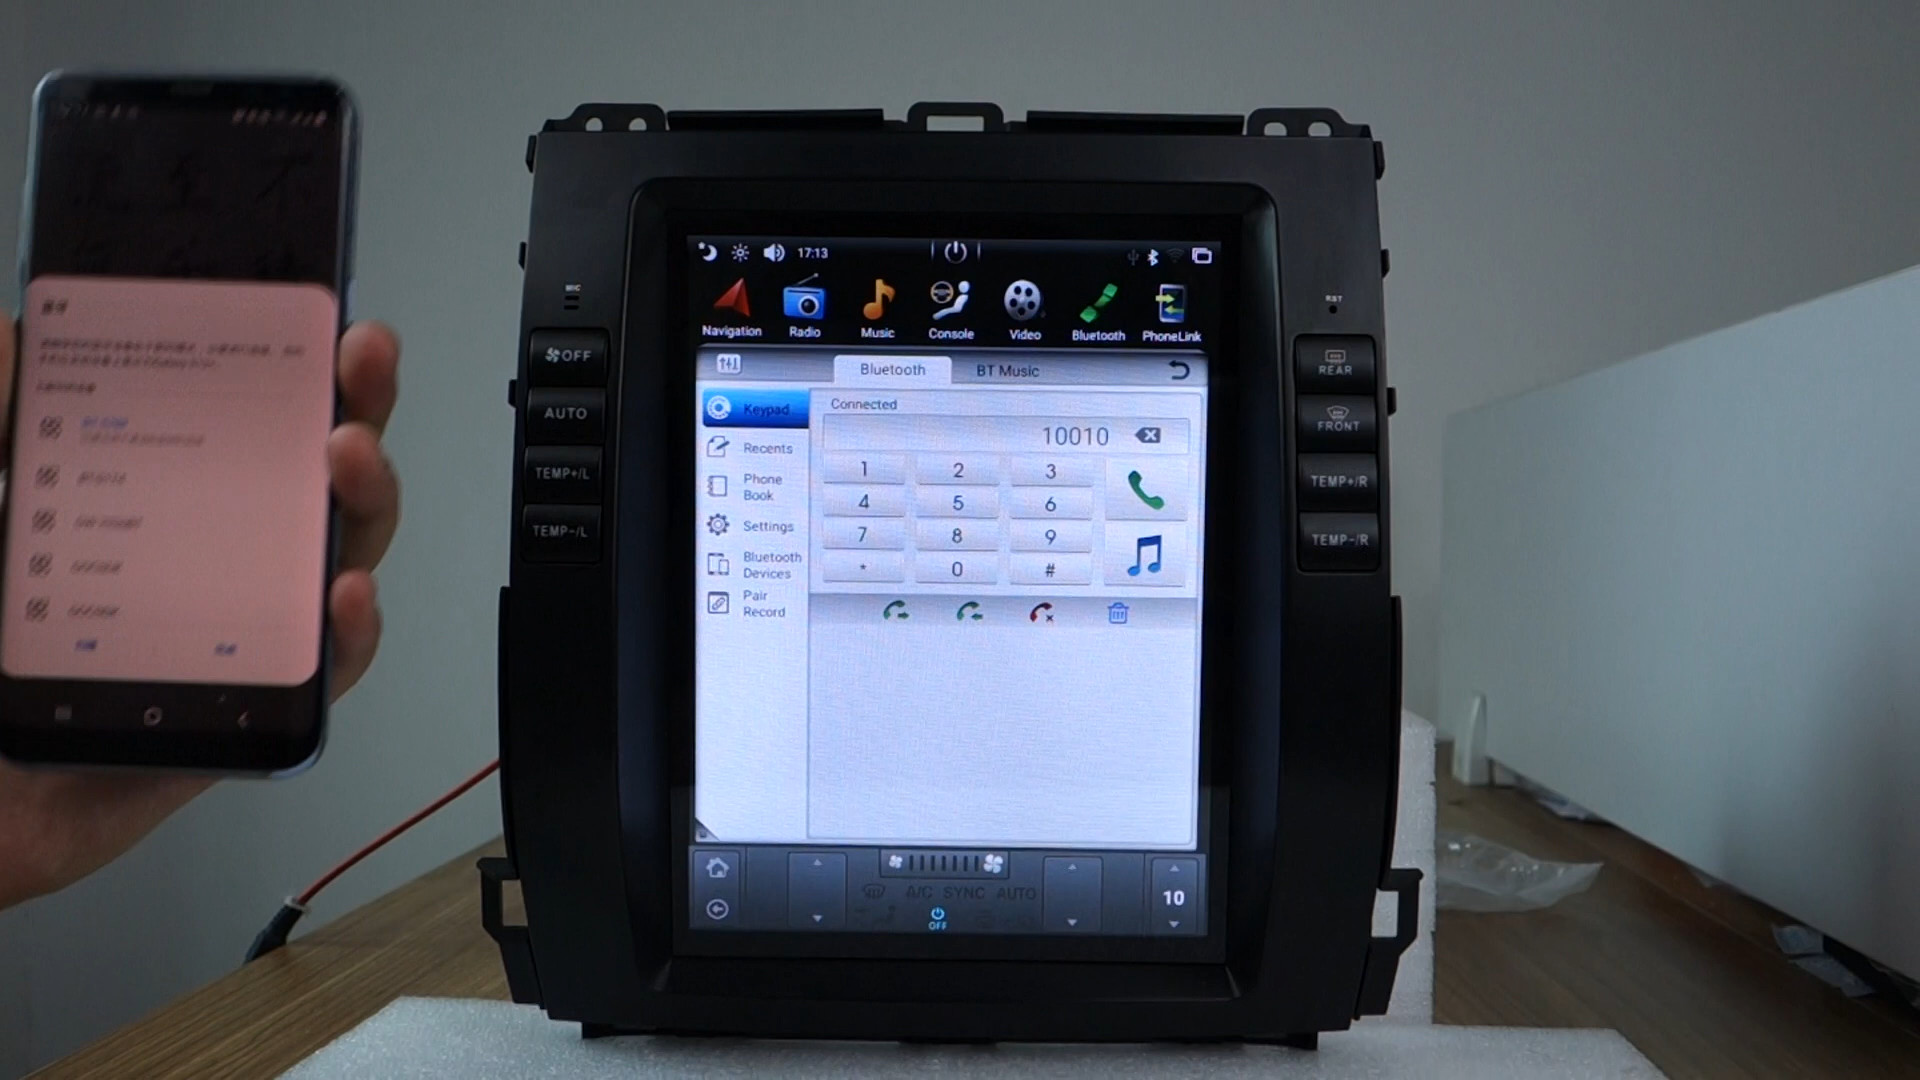 17:13
Navigation Radio Music Console Video Bluetooth PhoneLink
MIC
OFF
AUTO
TEMP+/L
TEMP-/L
Bluetooth BT Music
Keypad
Recents
Phone
Book
Settings
Bluetooth
Devices
Pair
Record
Connected
10010
1 2 3
4 5 6
7 8 9
* 0 #
A/C SYNC AUTO
OFF
10
RST
REAR
FRONT
TEMP+/R
TEMP-/R